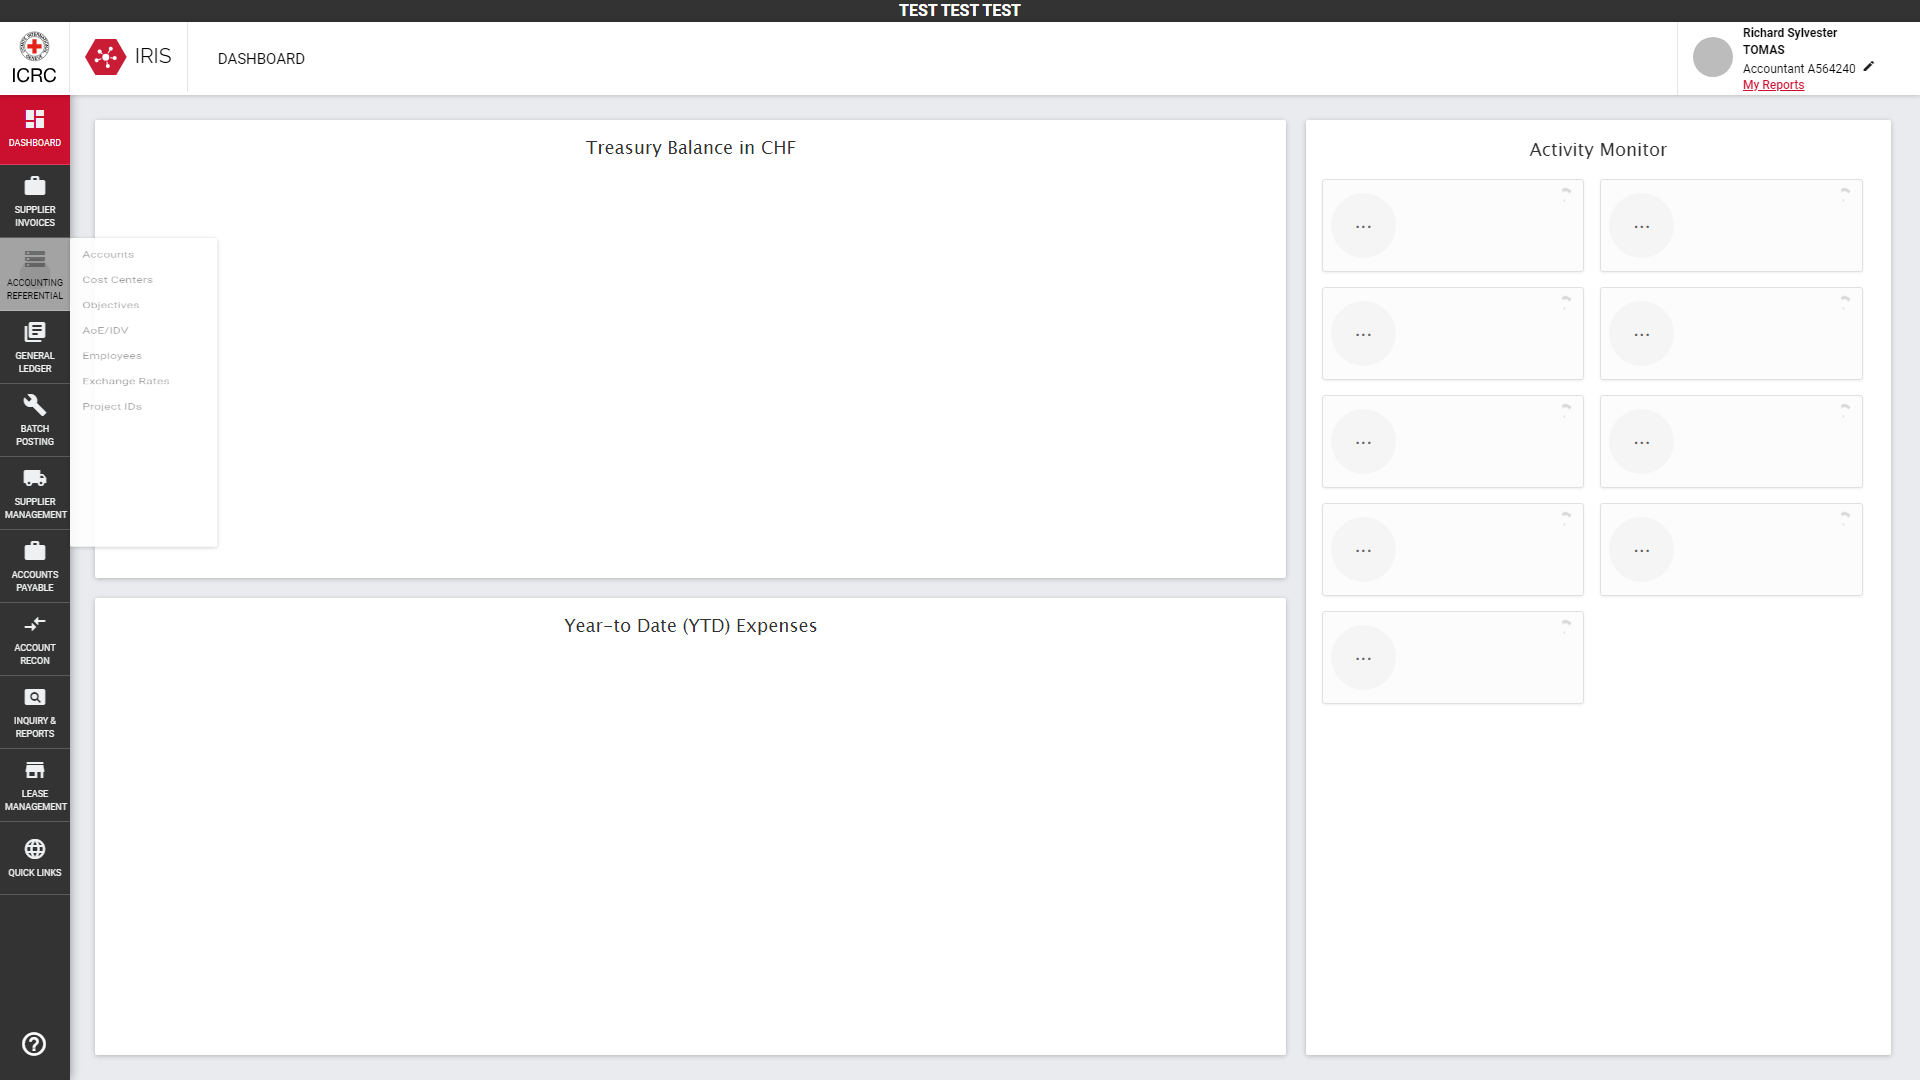 TEST TEST TEST
ICRC
IRIS
DASHBOARD
Richard Sylvester
TOMAS
Accountant A564240
My Reports
DASHBOARD
SUPPLIER
INVOICES
ACCOUNTING
REFERENTIAL
GENERAL
LEDGER
BATCH
POSTING
SUPPLIER
MANAGEMENT
ACCOUNTS
PAYABLE
ACCOUNT
RECON
INQUIRY &
REPORTS
LEASE
MANAGEMENT
QUICK LINKS
Accounts
Cost Centers
Objectives
AoE/IDV
Employees
Exchange Rates
Project IDs
Treasury Balance in CHF
Year-to Date (YTD) Expenses
Activity Monitor
...
...
...
...
...
...
...
...
...